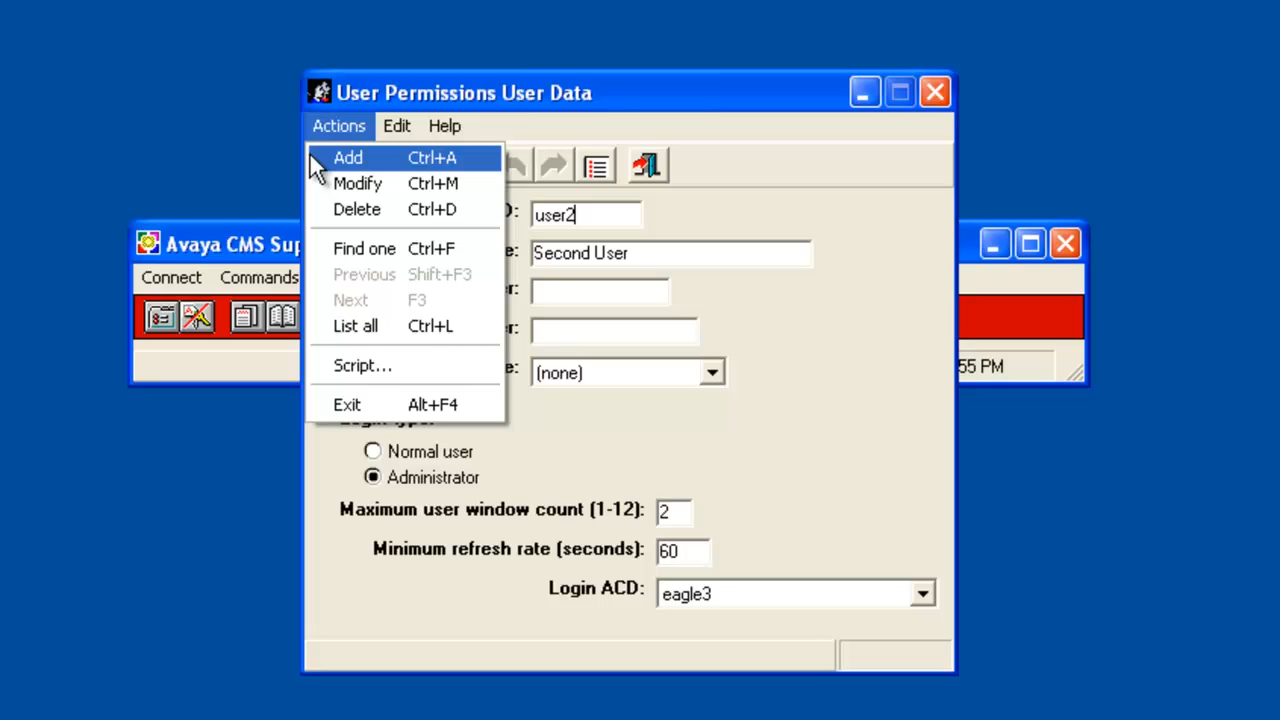 User Permissions User Data
Actions Edit Help
Add Ctrl+A
Modify Ctrl+M
Delete Ctrl+D
Find one Ctrl+F
Previous Shift+F3
Next F3
List all Ctrl+L
Script...
Exit Alt+F4
user2
Second User
(none)
Avaya CMS Sup
Connect Commands
55 PM
Login type:
Normal user
Administrator
Maximum user window count (1-12): 2
Minimum refresh rate (seconds): 60
Login ACD: eagle3